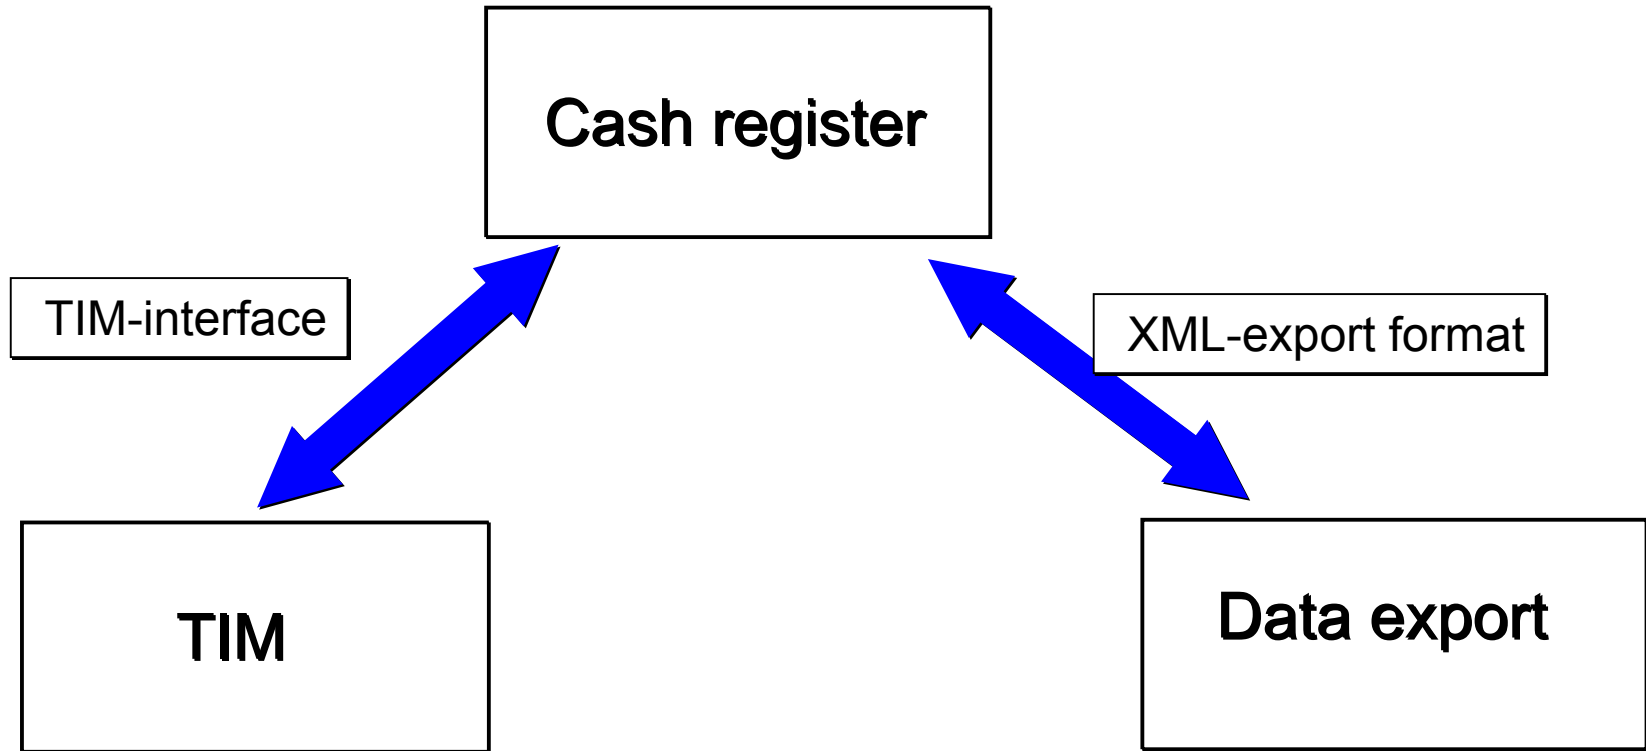 Cash register
TIM-interface
XML-export format
TIM
Data export